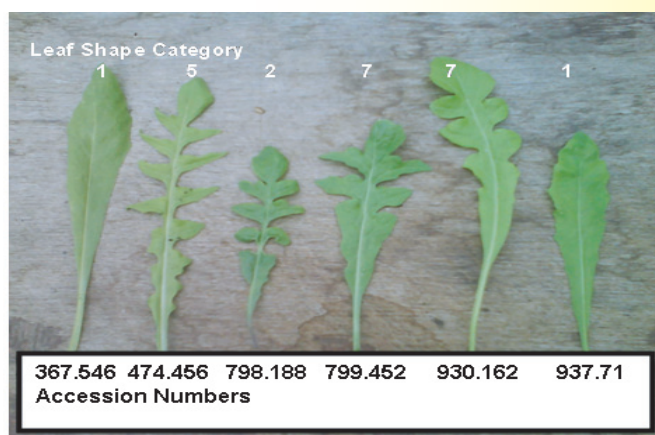 Leaf Shape Category
1 5 2 7 7 1
367.546 474.456 798.188 799.452 930.162 937.71
Accession Numbers